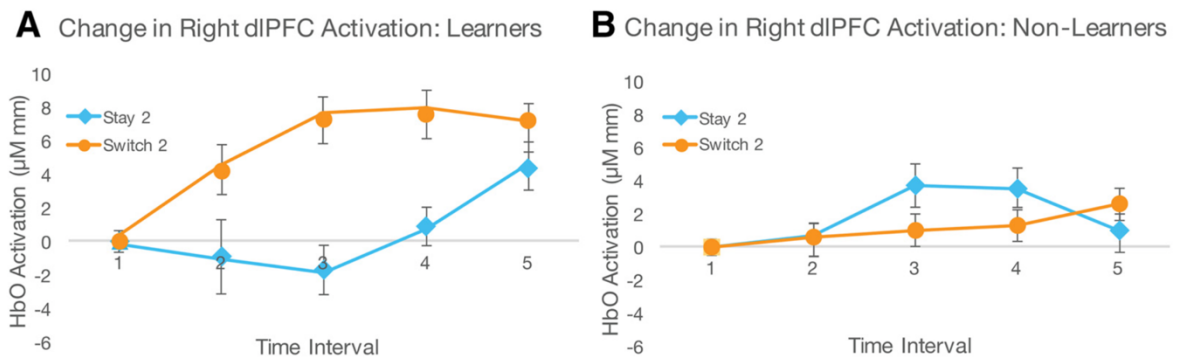 A Change in Right dlPFC Activation: Learners
HbO Activation (µM mm)
10
8
6
4
2
0
-2
-4
-6
Stay 2
Switch 2
1 2 3 4 5
Time Interval
B Change in Right dlPFC Activation: Non-Learners
HbO Activation (µM mm)
10
8
6
4
2
0
-2
-4
-6
Stay 2
Switch 2
1 2 3 4 5
Time Interval